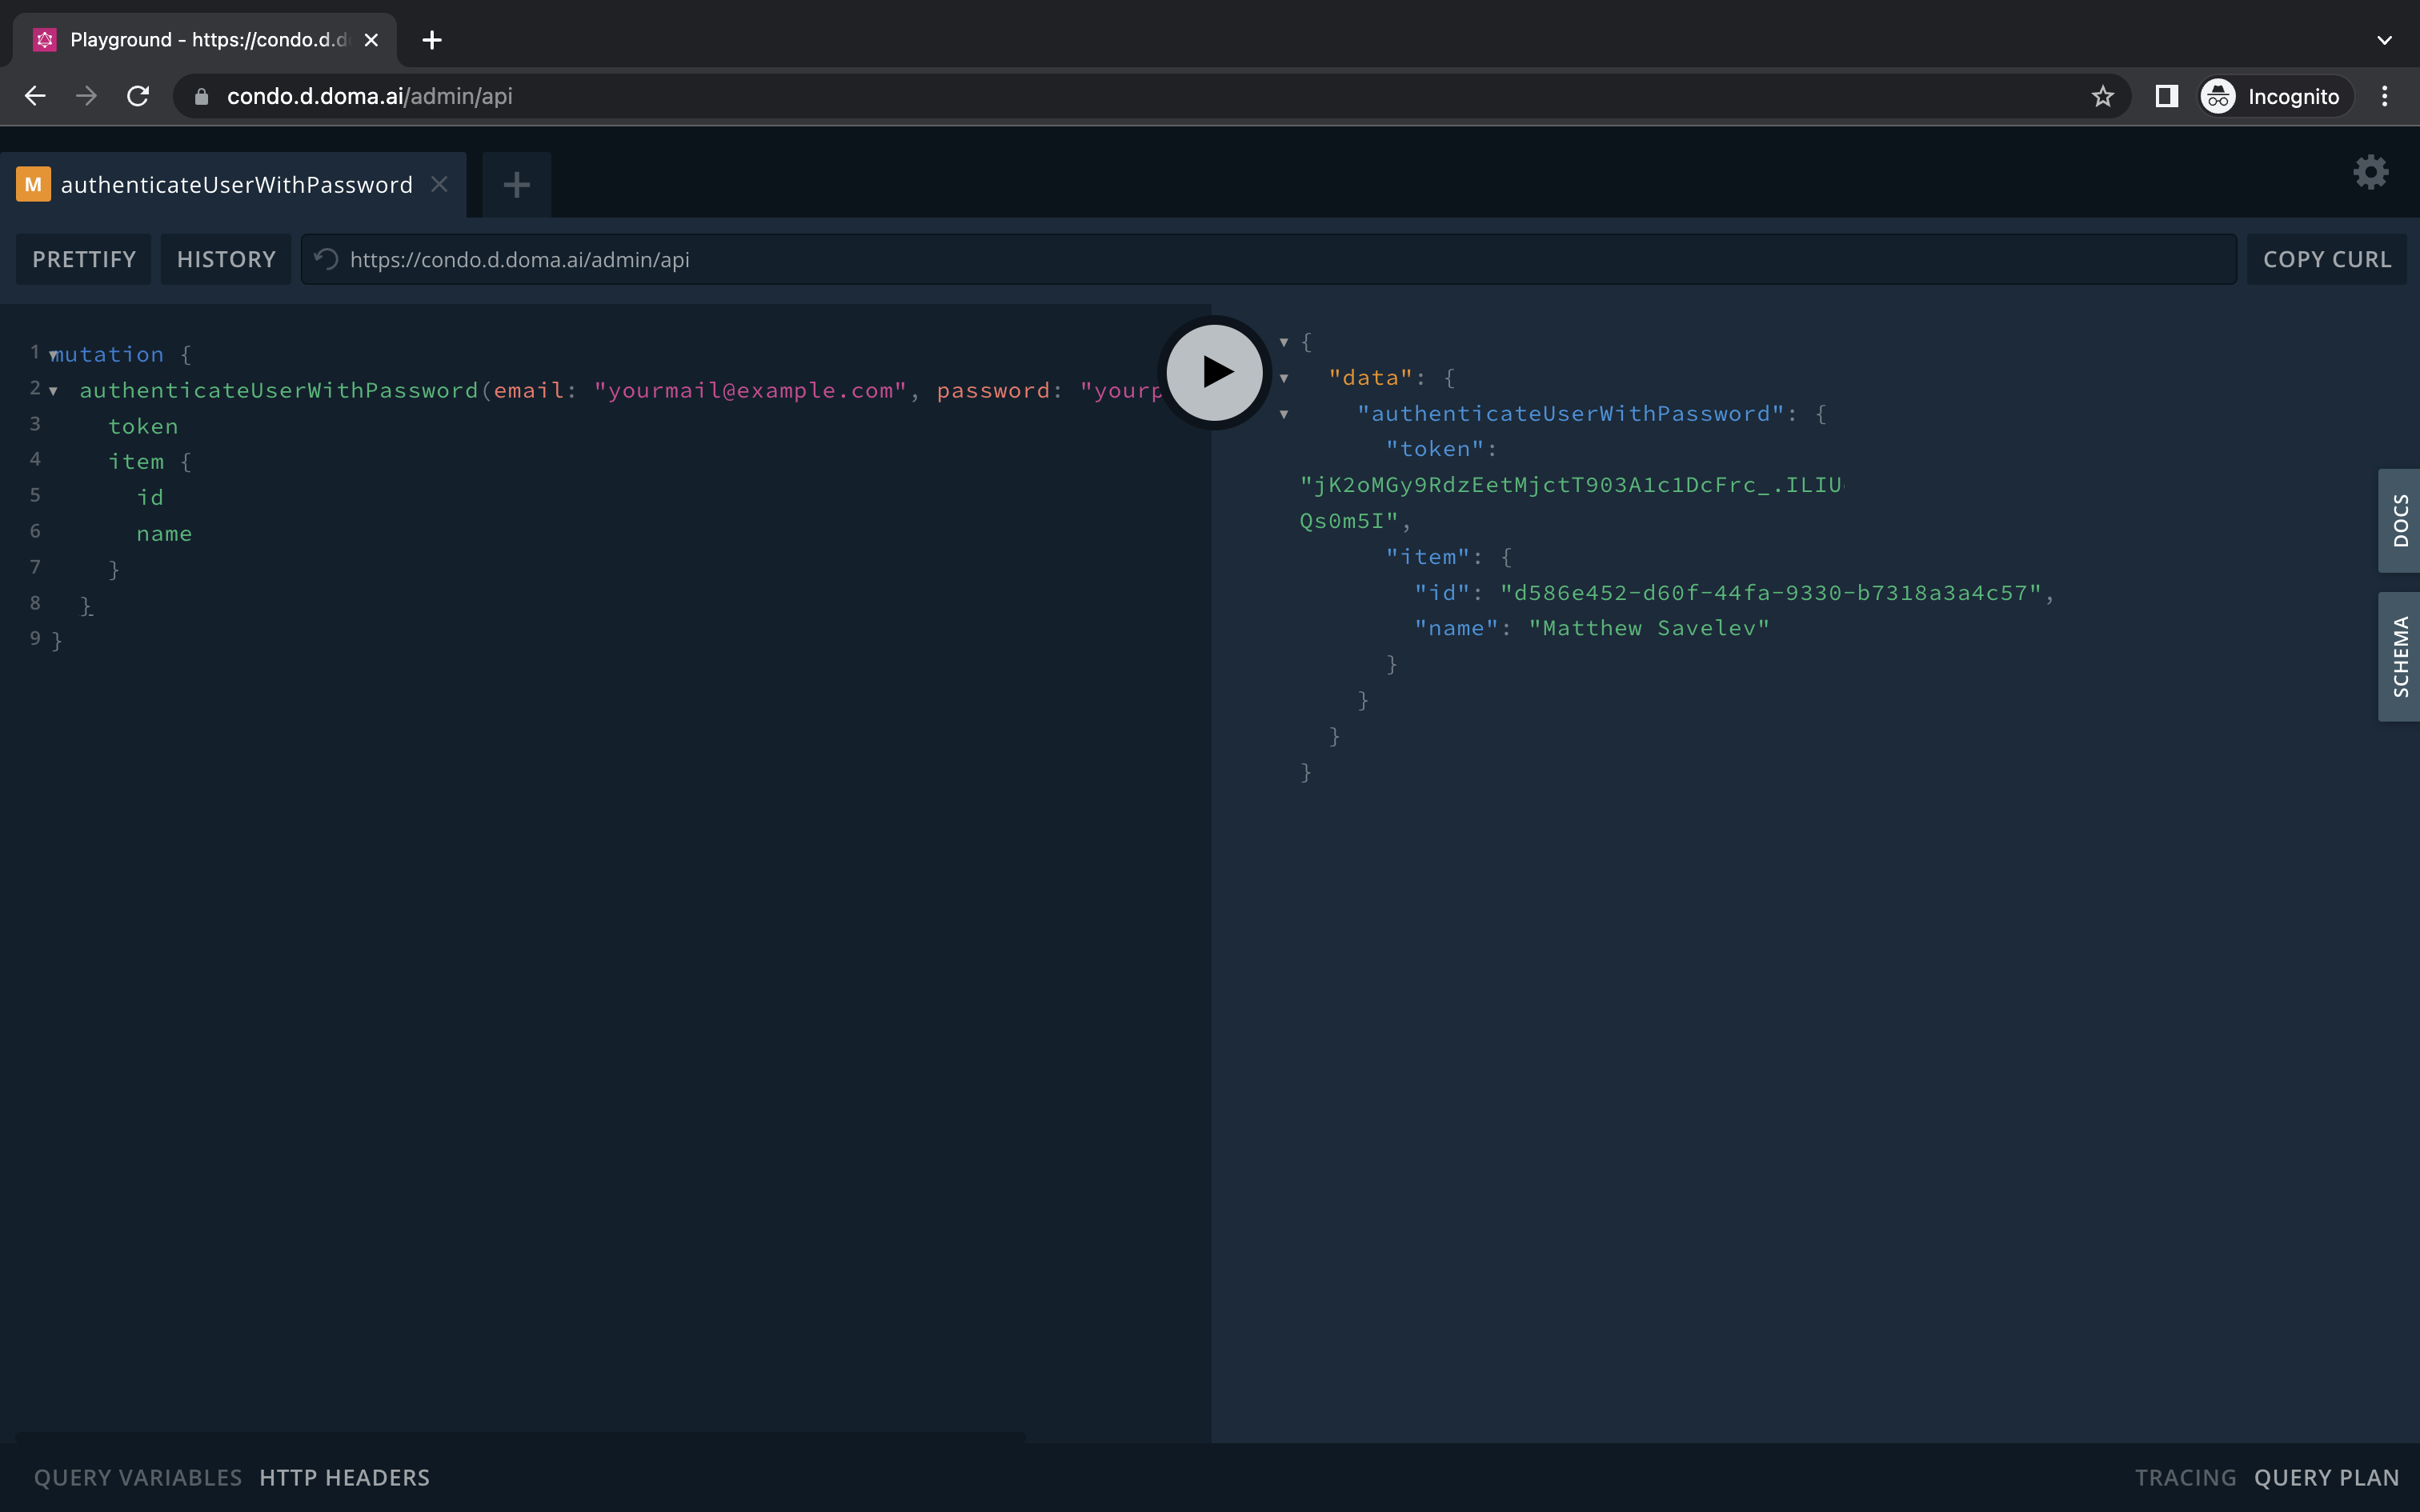 Playground - https://condo.d.d
condo.d.doma.ai/admin/api
Incognito
M authenticateUserWithPassword
PRETTIFY HISTORY https://condo.d.doma.ai/admin/api COPY CURL
1 mutation {
2 authenticateUserWithPassword(email: "yourmail@example.com", password: "yourp
3 token
4 item {
5 id
6 name
7 }
8 }
9 }
{
"data": {
"authenticateUserWithPassword": {
"token":
"jK2oMGy9RdzEetMjctT903A1c1DcFrc_.ILIU
Qs0m5I",
"item": {
"id": "d586e452-d60f-44fa-9330-b7318a3a4c57",
"name": "Matthew Savelev"
}
}
}
}
DOCS
SCHEMA
QUERY VARIABLES HTTP HEADERS
TRACING QUERY PLAN